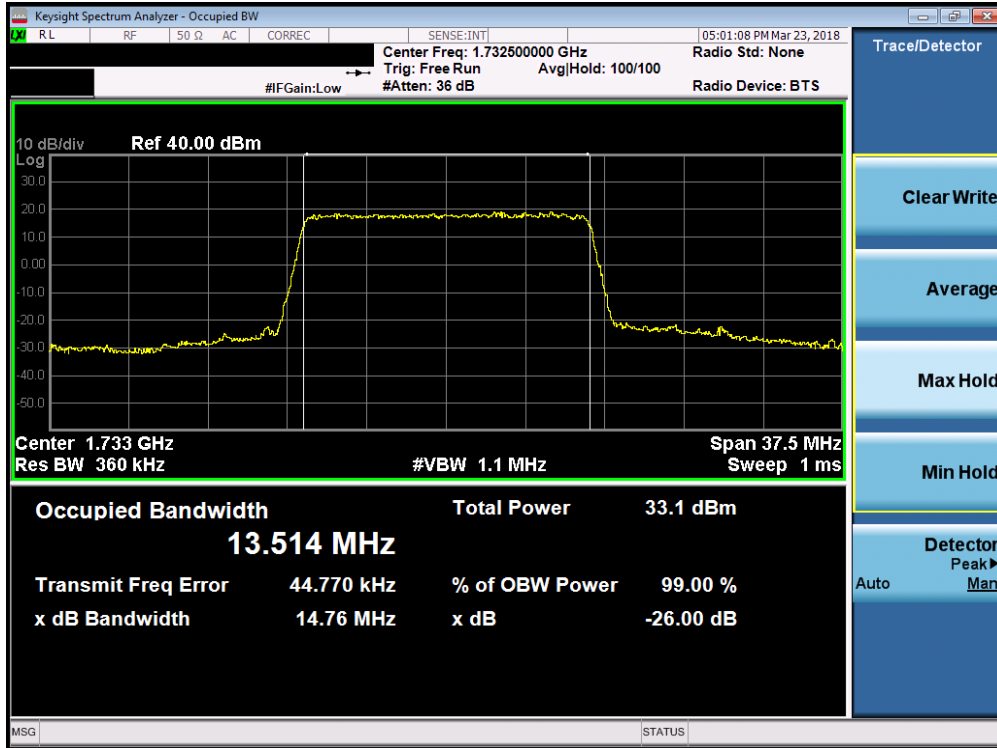 Keysight Spectrum Analyzer - Occupied BW
LXI RL RF 50 Ω AC CORREC SENSE:INT 05:01:08 PM Mar 23, 2018
Center Freq: 1.732500000 GHz Radio Std: None
Trig: Free Run Avg|Hold: 100/100
#IFGain:Low #Atten: 36 dB Radio Device: BTS
10 dB/div Ref 40.00 dBm
Log
30.0
20.0
10.0
0.00
-10.0
-20.0
-30.0
-40.0
-50.0
Center 1.733 GHz Span 37.5 MHz
Res BW 360 kHz #VBW 1.1 MHz Sweep 1 ms
Occupied Bandwidth Total Power 33.1 dBm
13.514 MHz
Transmit Freq Error 44.770 kHz % of OBW Power 99.00 %
x dB Bandwidth 14.76 MHz x dB -26.00 dB
MSG STATUS
Trace/Detector
Clear Write
Average
Max Hold
Min Hold
Detector
Peak▶
Auto Man